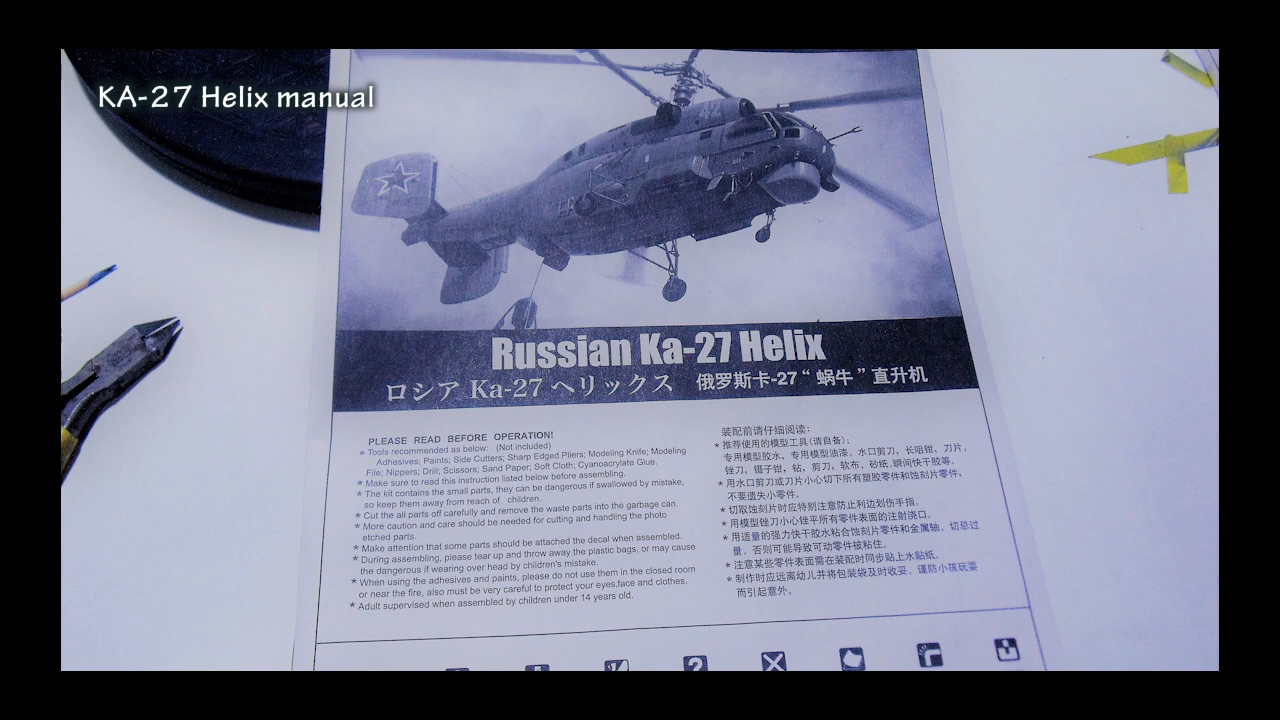 KA-27 Helix manual
Russian Ka-27 Helix
ロシア Ka-27 ヘリックス 俄罗斯卡-27“蜗牛”直升机
PLEASE READ BEFORE OPERATION!
* Tools recommended as below: (Not included)
Adhesives; Paints; Side Cutters; Sharp Edged Pliers; Modeling Knife; Modeling
File; Nippers; Drill; Scissors; Sand Paper; Soft Cloth; Cyanoacrylate Glue.
* Make sure to read this instruction listed below before assembling.
* The kit contains the small parts, they can be dangerous if swallowed by mistake,
so keep them away from reach of children.
* Cut the all parts off carefully and remove the waste parts into the garbage can.
* More caution and care should be needed for cutting and handling the photo
etched parts.
* Make attention that some parts should be attached the decal when assembled.
* During assembling, please tear up and throw away the plastic bags, or may cause
the dangerous if wearing over head by children's mistake.
* When using the adhesives and paints, please do not use them in the closed room
or near the fire, also must be very careful to protect your eyes,face and clothes.
* Adult supervised when assembled by children under 14 years old.
装配前请仔细阅读：
* 推荐使用的模型工具(请自备)：
专用模型胶水，专用模型油漆，水口剪刀，长咀钳，刀片，
锉刀，镊子钳，钻，剪刀，软布，砂纸,瞬间快干胶等。
* 用水口剪刀或刀片小心切下所有塑胶零件和蚀刻片零件，
不要遗失小零件。
* 切取蚀刻片时应特别注意防止利边划伤手指.
* 用模型锉刀小心锉平所有零件表面的注射浇口。
* 用适量的强力快干胶水粘合蚀刻片零件和金属轴，切忌过
量，否则可能导致可动零件被粘住。
* 注意某些零件表面需在装配时同步贴上水贴纸。
* 制作时应远离幼儿并将包装袋及时收妥，谨防小孩玩耍
而引起意外。
?